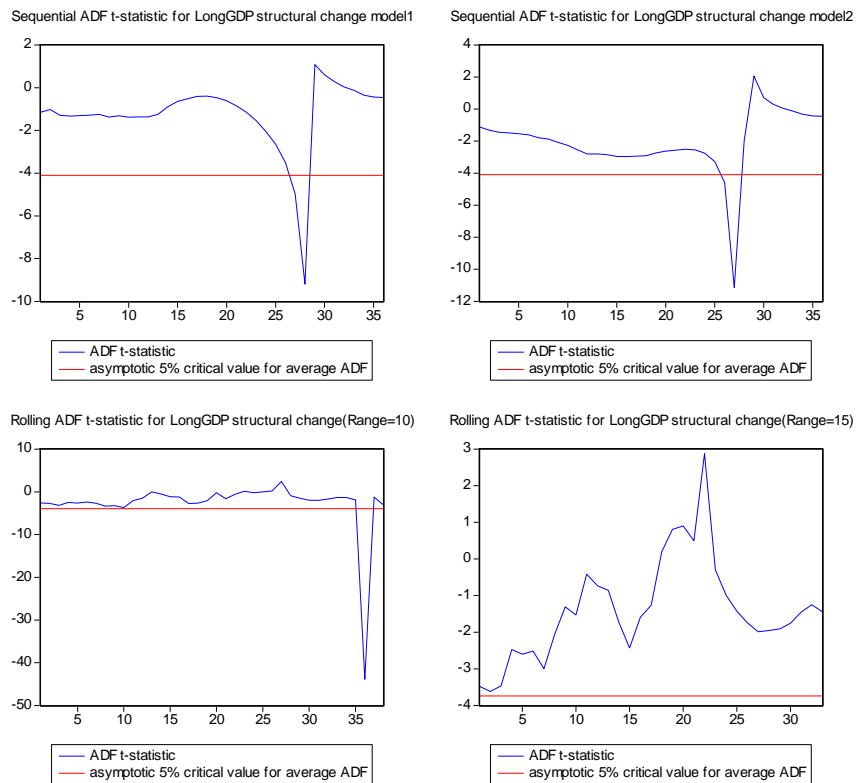 Sequential ADF t-statistic for LongGDP structural change model1
2
0
-2
-4
-6
-8
-10
5 10 15 20 25 30 35
ADF t-statistic
asymptotic 5% critical value for average ADF
Sequential ADF t-statistic for LongGDP structural change model2
4
2
0
-2
-4
-6
-8
-10
-12
5 10 15 20 25 30 35
ADF t-statistic
asymptotic 5% critical value for average ADF
Rolling ADF t-statistic for LongGDP structural change(Range=10)
10
0
-10
-20
-30
-40
-50
5 10 15 20 25 30 35
ADF t-statistic
asymptotic 5% critical value for average ADF
Rolling ADF t-statistic for LongGDP structural change(Range=15)
3
2
1
0
-1
-2
-3
-4
5 10 15 20 25 30
ADF t-statistic
asymptotic 5% critical value for average ADF